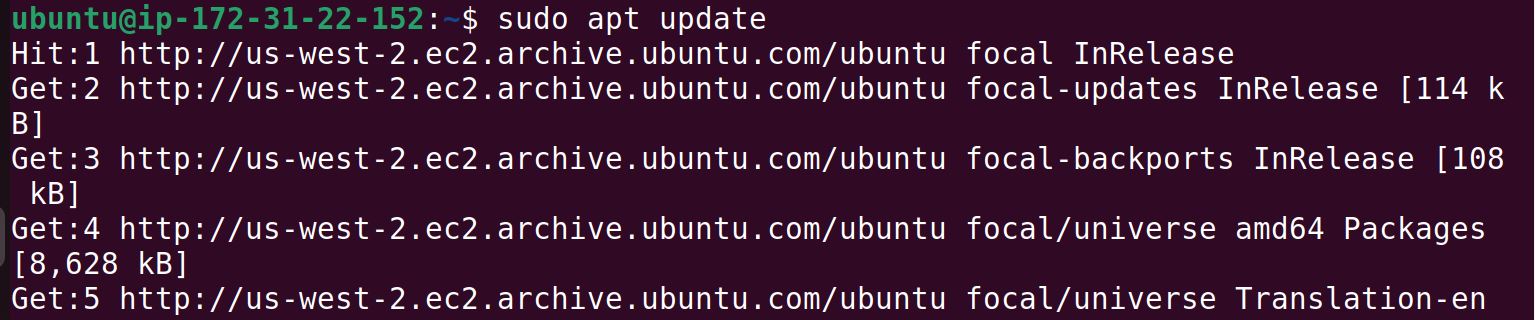 ubuntu@ip-172-31-22-152:~$ sudo apt update
Hit:1 http://us-west-2.ec2.archive.ubuntu.com/ubuntu focal InRelease
Get:2 http://us-west-2.ec2.archive.ubuntu.com/ubuntu focal-updates InRelease [114 k
B]
Get:3 http://us-west-2.ec2.archive.ubuntu.com/ubuntu focal-backports InRelease [108
 kB]
Get:4 http://us-west-2.ec2.archive.ubuntu.com/ubuntu focal/universe amd64 Packages
[8,628 kB]
Get:5 http://us-west-2.ec2.archive.ubuntu.com/ubuntu focal/universe Translation-en